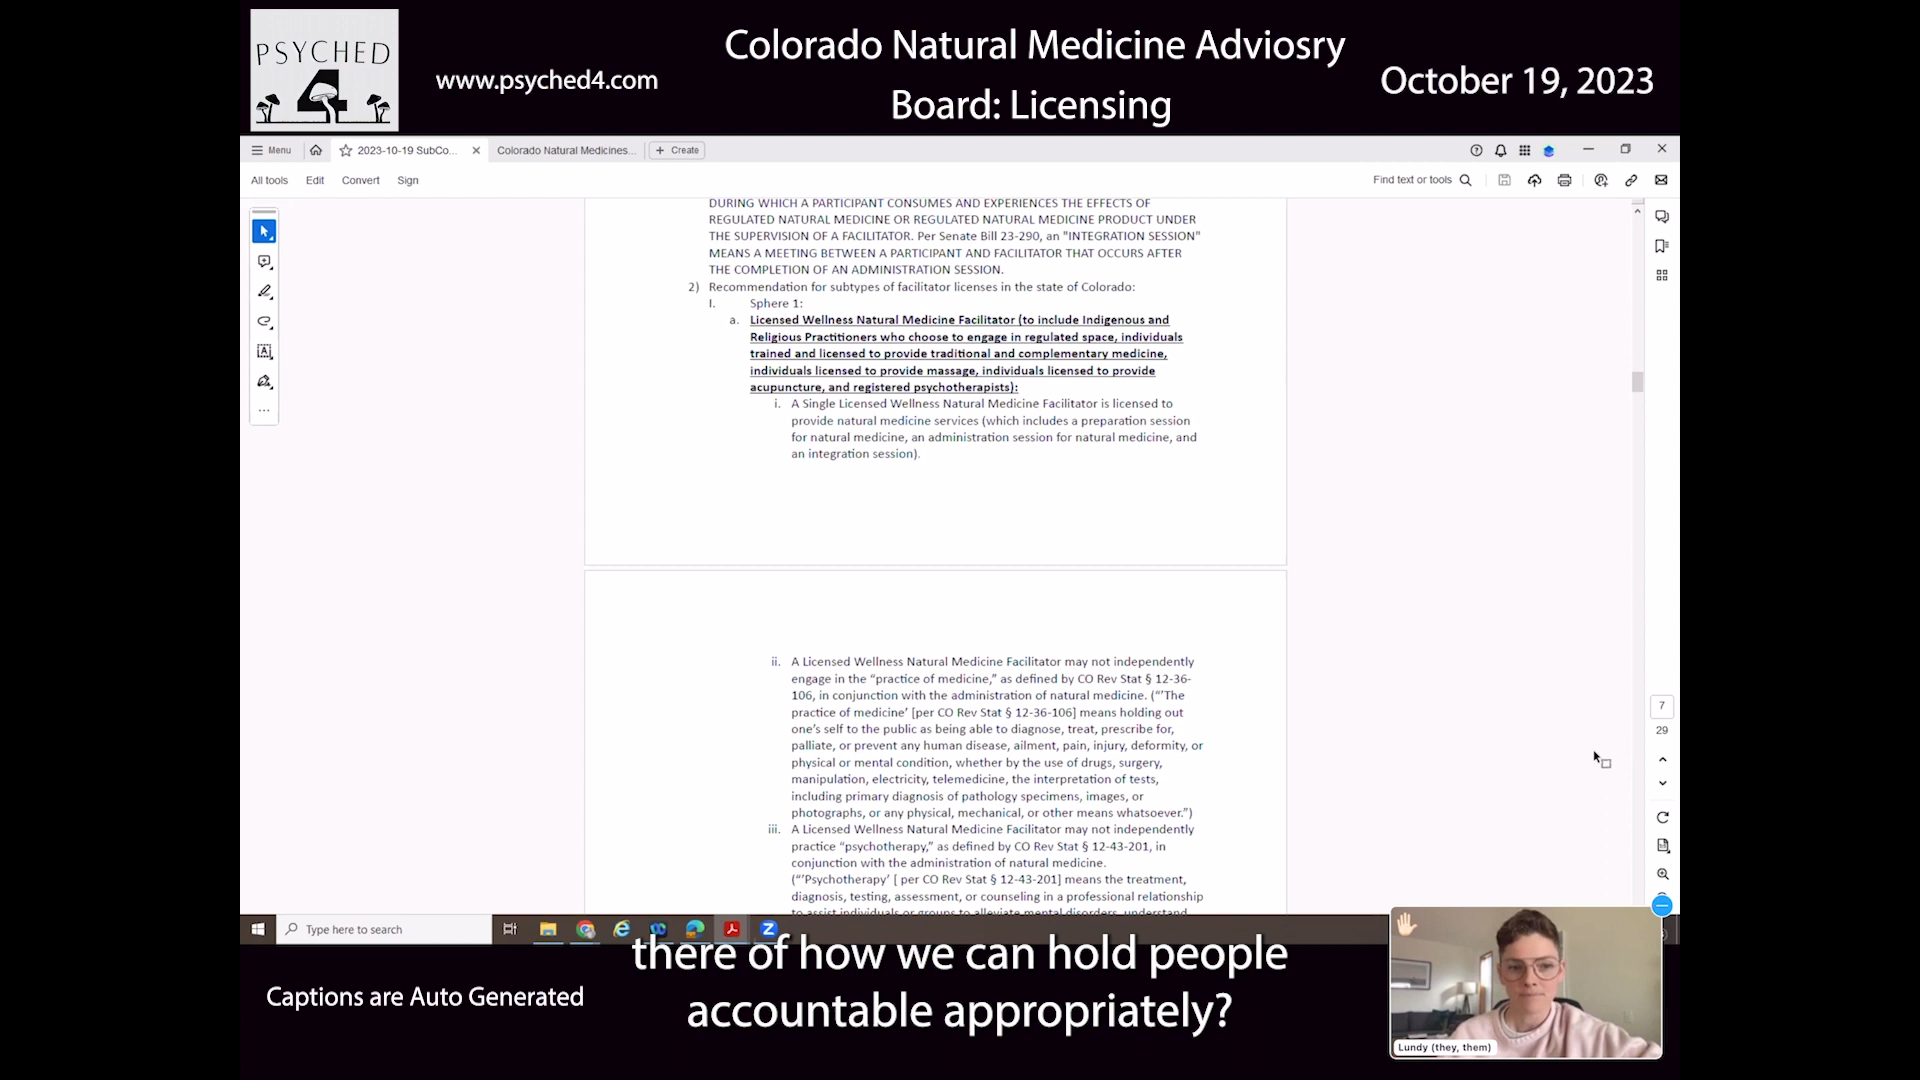 PSYCHED
4
www.psyched4.com
Colorado Natural Medicine Adviosry
Board: Licensing
October 19, 2023
Menu
2023-10-19 SubCo...
Colorado Natural Medicines...
+ Create
All tools
Edit
Convert
Sign
Find text or tools
DURING WHICH A PARTICIPANT CONSUMES AND EXPERIENCES THE EFFECTS OF
REGULATED NATURAL MEDICINE OR REGULATED NATURAL MEDICINE PRODUCT UNDER
THE SUPERVISION OF A FACILITATOR. Per Senate Bill 23-290, an "INTEGRATION SESSION"
MEANS A MEETING BETWEEN A PARTICIPANT AND FACILITATOR THAT OCCURS AFTER
THE COMPLETION OF AN ADMINISTRATION SESSION.
2) Recommendation for subtypes of facilitator licenses in the state of Colorado:
I. Sphere 1:
a. Licensed Wellness Natural Medicine Facilitator (to include Indigenous and
Religious Practitioners who choose to engage in regulated space, individuals
trained and licensed to provide traditional and complementary medicine,
individuals licensed to provide massage, individuals licensed to provide
acupuncture, and registered psychotherapists):
i. A Single Licensed Wellness Natural Medicine Facilitator is licensed to
provide natural medicine services (which includes a preparation session
for natural medicine, an administration session for natural medicine, and
an integration session).
ii. A Licensed Wellness Natural Medicine Facilitator may not independently
engage in the “practice of medicine,” as defined by CO Rev Stat § 12-36-
106, in conjunction with the administration of natural medicine. (“‘The
practice of medicine’ [per CO Rev Stat § 12-36-106] means holding out
one’s self to the public as being able to diagnose, treat, prescribe for,
palliate, or prevent any human disease, ailment, pain, injury, deformity, or
physical or mental condition, whether by the use of drugs, surgery,
manipulation, electricity, telemedicine, the interpretation of tests,
including primary diagnosis of pathology specimens, images, or
photographs, or any physical, mechanical, or other means whatsoever.”)
iii. A Licensed Wellness Natural Medicine Facilitator may not independently
practice “psychotherapy,” as defined by CO Rev Stat § 12-43-201, in
conjunction with the administration of natural medicine.
(“‘Psychotherapy’ [ per CO Rev Stat § 12-43-201] means the treatment,
diagnosis, testing, assessment, or counseling in a professional relationship
to assist individuals or groups to alleviate mental disorders, understand
7
29
Type here to search
there of how we can hold people
accountable appropriately?
Captions are Auto Generated
Lundy (they, them)